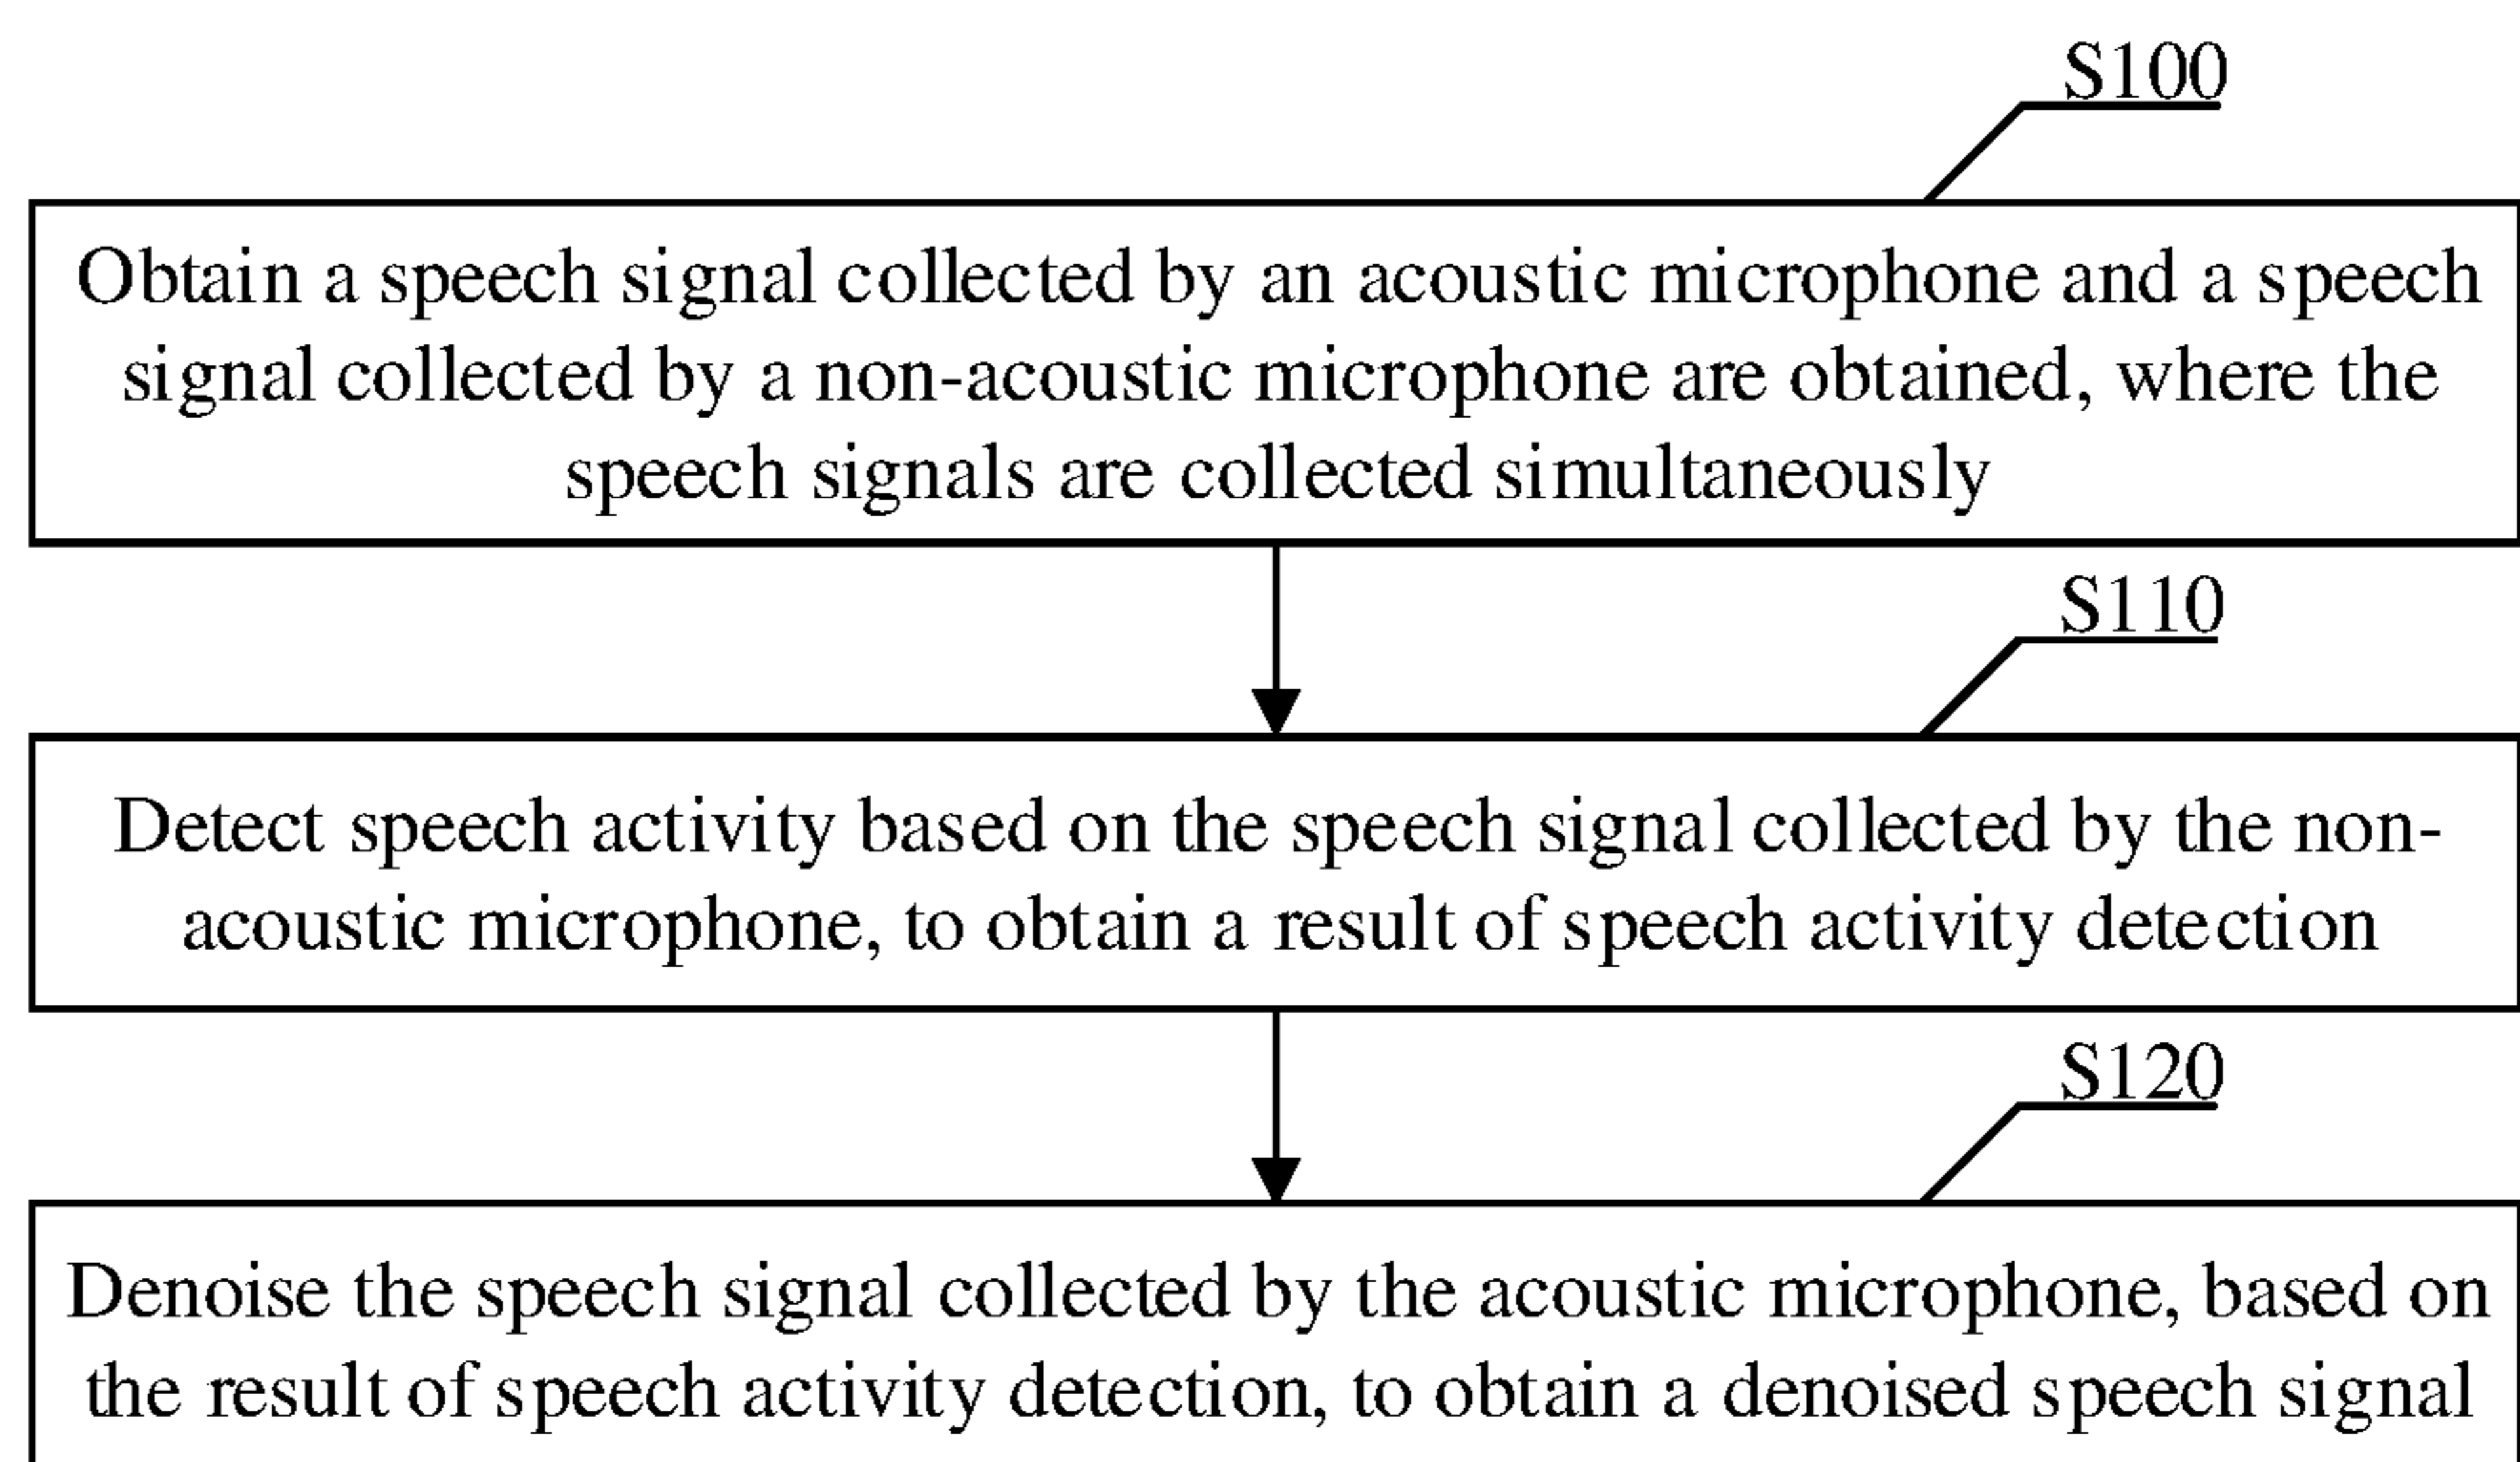 S100
Obtain a speech signal collected by an acoustic microphone and a speech
signal collected by a non-acoustic microphone are obtained, where the
speech signals are collected simultaneously
S110
Detect speech activity based on the speech signal collected by the non-
acoustic microphone, to obtain a result of speech activity detection
S120
Denoise the speech signal collected by the acoustic microphone, based on
the result of speech activity detection, to obtain a denoised speech signal